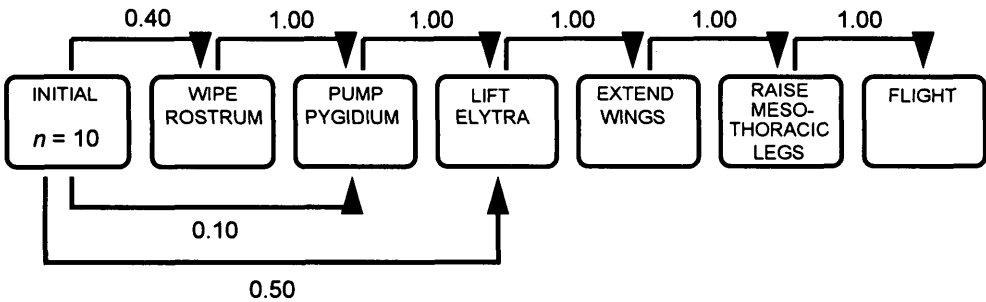 0.40 1.00 1.00 1.00 1.00 1.00
INITIAL
n = 10
WIPE
ROSTRUM
PUMP
PYGIDIUM
LIFT
ELYTRA
EXTEND
WINGS
RAISE
MESO-
THORACIC
LEGS
FLIGHT
0.10
0.50